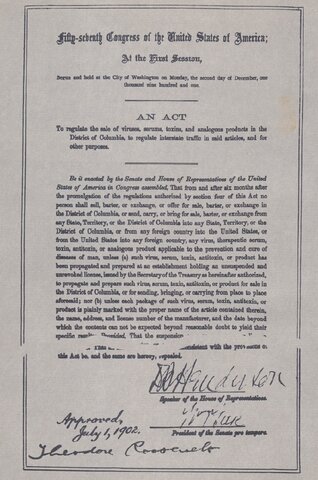 Fifty-seventh Congress of the United States of America;
At the First Session,
Begun and held at the City of Washington on Monday, the second day of December, one
thousand nine hundred and one.
AN ACT
To regulate the sale of viruses, serums, toxins, and analogous products in the
District of Columbia, to regulate interstate traffic in said articles, and for
other purposes.
Be it enacted by the Senate and House of Representatives of the United
States of America in Congress assembled, That from and after six months after
the promulgation of the regulations authorized by section four of this Act no
person shall sell, barter, or exchange, or offer for sale, barter, or exchange in
the District of Columbia, or send, carry, or bring for sale, barter, or exchange from
any State, Territory, or the District of Columbia into any State, Territory, or the
District of Columbia, or from any foreign country into the United States, or
from the United States into any foreign country, any virus, therapeutic serum,
toxin, antitoxin, or analogous product applicable to the prevention and cure of
diseases of man, unless (a) such virus, serum, toxin, antitoxin, or product has
been propagated and prepared at an establishment holding an unsuspended and
unrevoked license, issued by the Secretary of the Treasury as hereinafter authorized,
to propagate and prepare such virus, serum, toxin, antitoxin, or product for sale in
the District of Columbia, or for sending, bringing, or carrying from place to place
aforesaid; nor (b) unless each package of such virus, serum, toxin, antitoxin, or
product is plainly marked with the proper name of the article contained therein,
the name, address, and license number of the manufacturer, and the date beyond
which the contents can not be expected beyond reasonable doubt to yield their
specific results: Provided, That the suspension
with the provisions of
this Act be, and the same are hereby, repealed.
D B Henderson
Speaker of the House of Representatives.
Wm P Frye
President of the Senate pro tempore.
Approved,
July 1, 1902.
Theodore Roosevelt